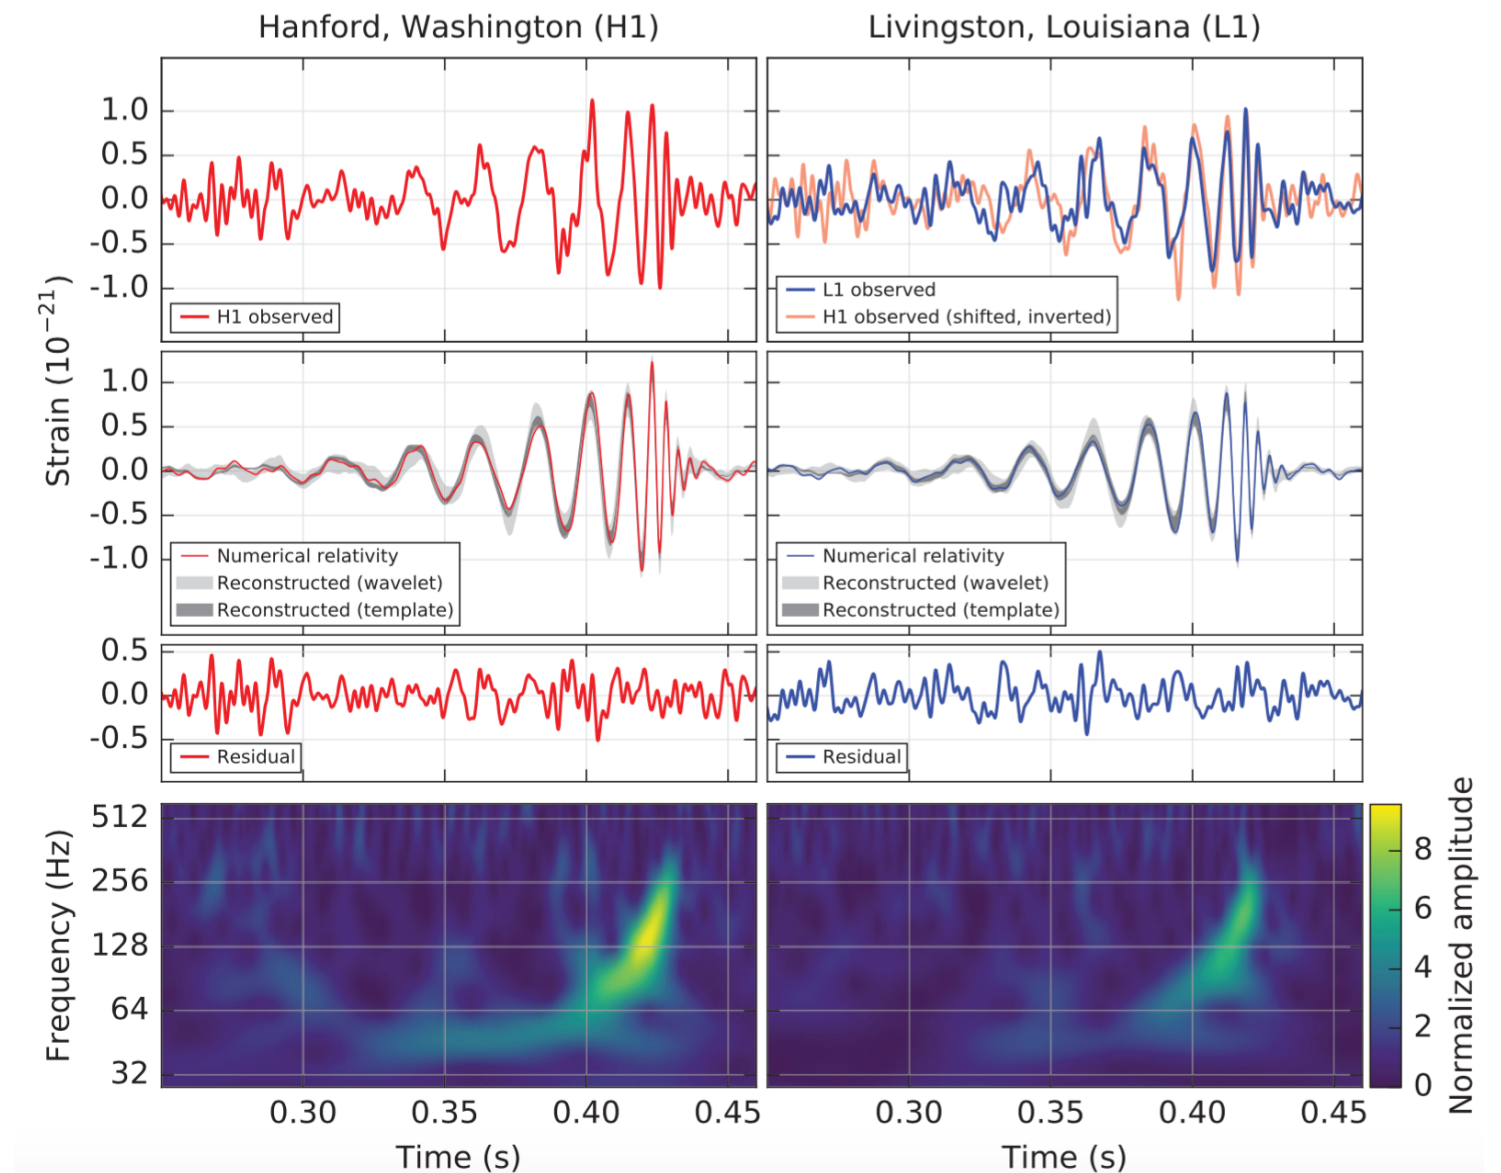 Hanford, Washington (H1)
Livingston, Louisiana (L1)
Strain (10⁻²¹)
1.0
0.5
0.0
-0.5
-1.0
H1 observed
L1 observed
H1 observed (shifted, inverted)
1.0
0.5
0.0
-0.5
-1.0
Numerical relativity
Reconstructed (wavelet)
Reconstructed (template)
Numerical relativity
Reconstructed (wavelet)
Reconstructed (template)
0.5
0.0
-0.5
Residual
Residual
Frequency (Hz)
512
256
128
64
32
Normalized amplitude
8
6
4
2
0
0.30 0.35 0.40 0.45
0.30 0.35 0.40 0.45
Time (s)
Time (s)